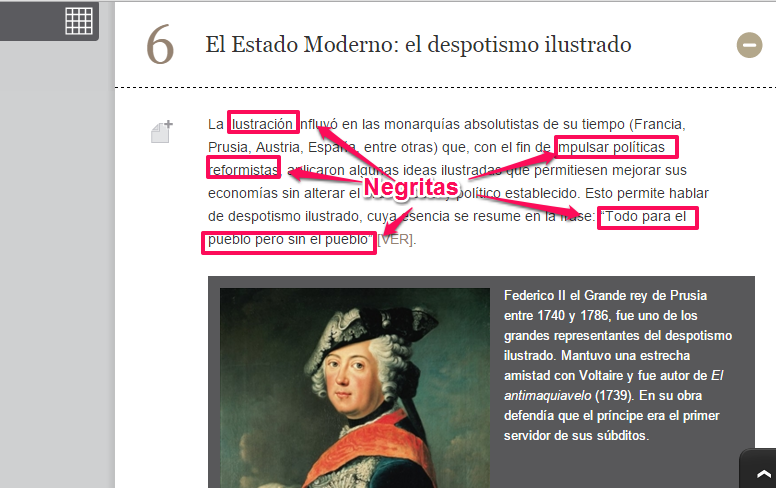 6 El Estado Moderno: el despotismo ilustrado
La ilustración influyó en las monarquías absolutistas de su tiempo (Francia,
Prusia, Austria, España, entre otras) que, con el fin de impulsar políticas
reformistas, aplicaron algunas ideas ilustradas que permitiesen mejorar sus
Negritas
economías sin alterar el político establecido. Esto permite hablar
de despotismo ilustrado, cuya esencia se resume en la frase: "Todo para el
pueblo pero sin el pueblo" [VER].
Federico II el Grande rey de Prusia
entre 1740 y 1786, fue uno de los
grandes representantes del despotismo
ilustrado. Mantuvo una estrecha
amistad con Voltaire y fue autor de El
antimaquiavelo (1739). En su obra
defendía que el príncipe era el primer
servidor de sus súbditos.